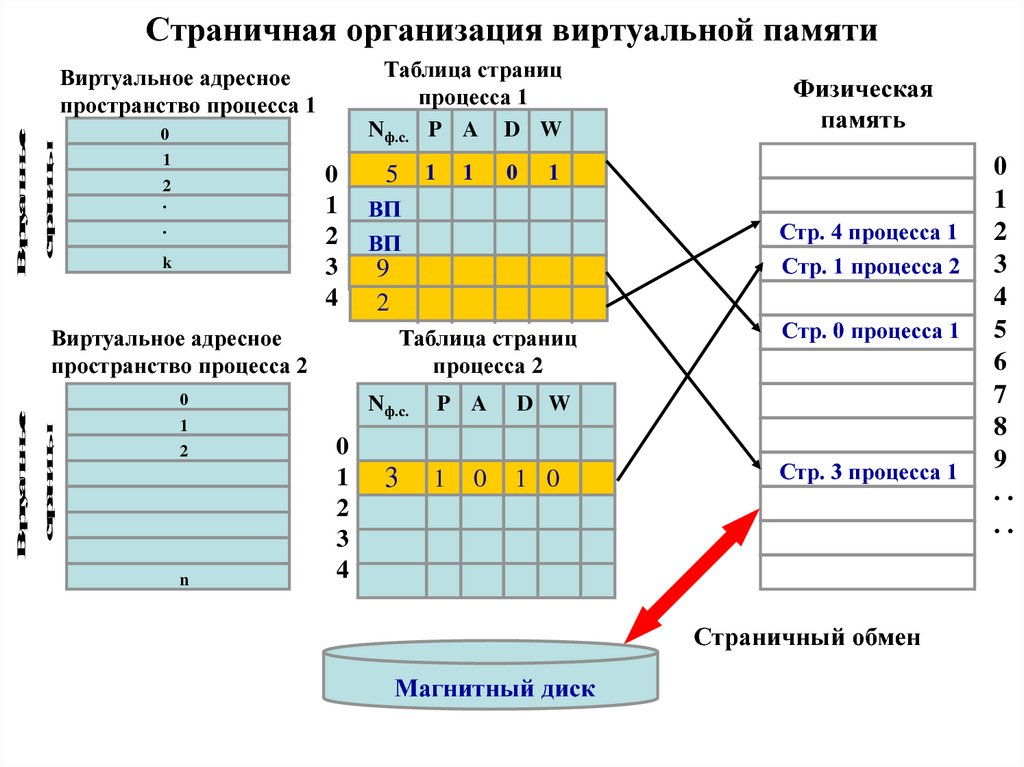 Страничная организация виртуальной памяти
Виртуальное адресное
пространство процесса 1
0
1
2
.
.
k
Таблица страниц
процесса 1
Nф.с. P A D W
0 5 1 1 0 1
1 ВП
2 ВП
3 9
4 2
Физическая
память
0
1
2 Стр. 4 процесса 1
3 Стр. 1 процесса 2
4
5 Стр. 0 процесса 1
6
7
8
9 Стр. 3 процесса 1
. .
. .
Виртуальное адресное
пространство процесса 2
0
1
2
n
Таблица страниц
процесса 2
Nф.с. P A D W
0
1 3 1 0 1 0
2
3
4
Страничный обмен
Магнитный диск